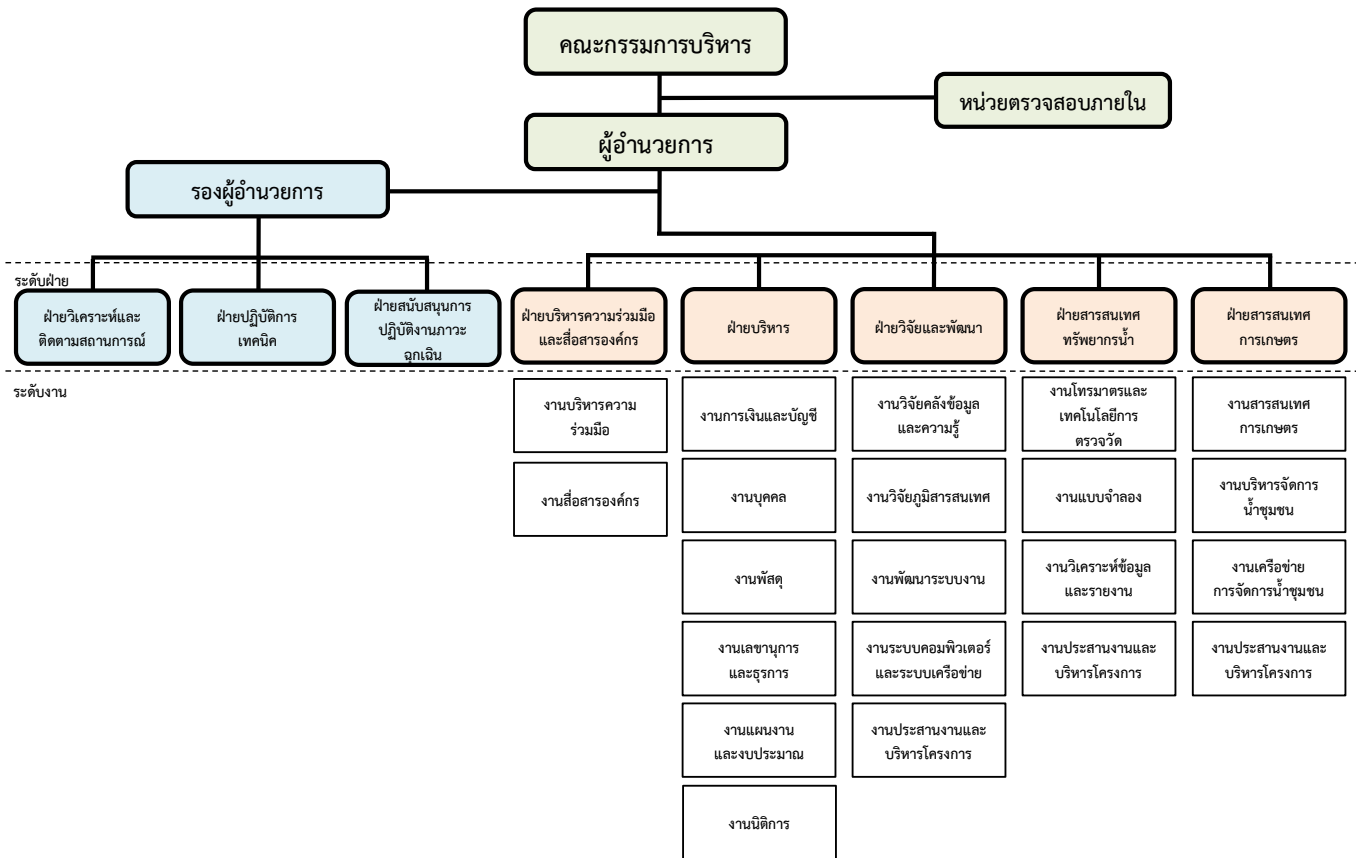 คณะกรรมการบริหาร
หน่วยตรวจสอบภายใน
ผู้อำนวยการ
รองผู้อำนวยการ
ระดับฝ่าย
ฝ่ายวิเคราะห์และ
ติดตามสถานการณ์
ฝ่ายปฏิบัติการ
เทคนิค
ฝ่ายสนับสนุนการ
ปฏิบัติงานภาวะ
ฉุกเฉิน
ฝ่ายบริหารความร่วมมือ
และสื่อสารองค์กร
ฝ่ายบริหาร
ฝ่ายวิจัยและพัฒนา
ฝ่ายสารสนเทศ
ทรัพยากรน้ำ
ฝ่ายสารสนเทศ
การเกษตร
ระดับงาน
งานบริหารความ
ร่วมมือ
งานสื่อสารองค์กร
งานการเงินและบัญชี
งานบุคคล
งานพัสดุ
งานเลขานุการ
และธุรการ
งานแผนงาน
และงบประมาณ
งานนิติการ
งานวิจัยคลังข้อมูล
และความรู้
งานวิจัยภูมิสารสนเทศ
งานพัฒนาระบบงาน
งานระบบคอมพิวเตอร์
และระบบเครือข่าย
งานประสานงานและ
บริหารโครงการ
งานโทรมาตรและ
เทคโนโลยีการ
ตรวจวัด
งานแบบจำลอง
งานวิเคราะห์ข้อมูล
และรายงาน
งานประสานงานและ
บริหารโครงการ
งานสารสนเทศ
การเกษตร
งานบริหารจัดการ
น้ำชุมชน
งานเครือข่าย
การจัดการน้ำชุมชน
งานประสานงานและ
บริหารโครงการ